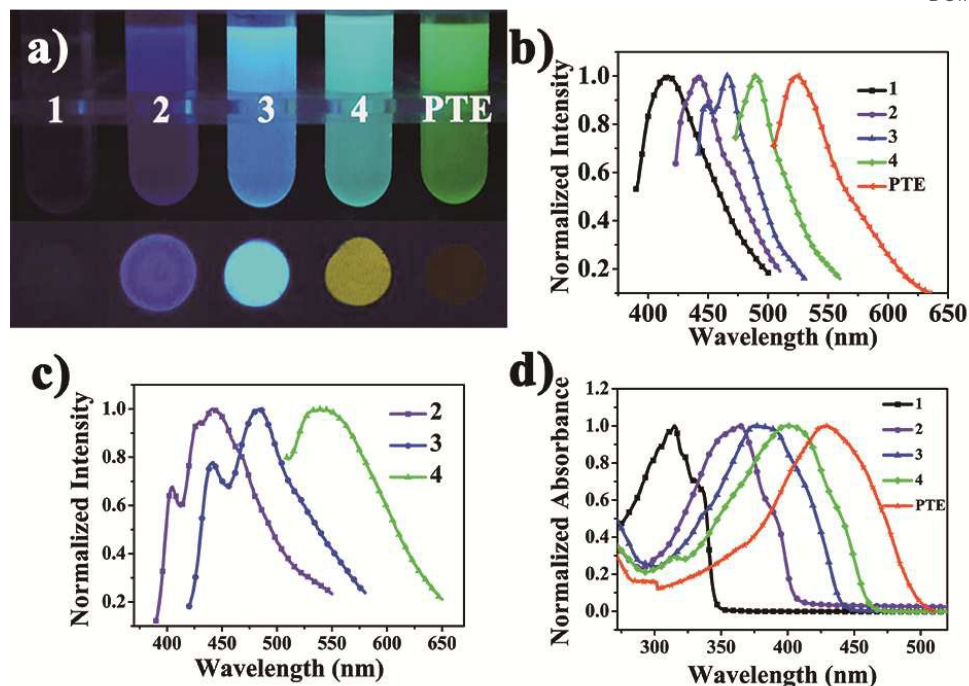 a)
1 2 3 4 PTE
b)
Normalized Intensity
1.0
0.8
0.6
0.4
0.2
400 450 500 550 600 650
Wavelength (nm)
1
2
3
4
PTE
c)
Normalized Intensity
1.0
0.8
0.6
0.4
0.2
400 450 500 550 600 650
Wavelength (nm)
2
3
4
d)
Normalized Absorbance
1.2
1.0
0.8
0.6
0.4
0.2
0.0
300 350 400 450 500
Wavelength (nm)
1
2
3
4
PTE